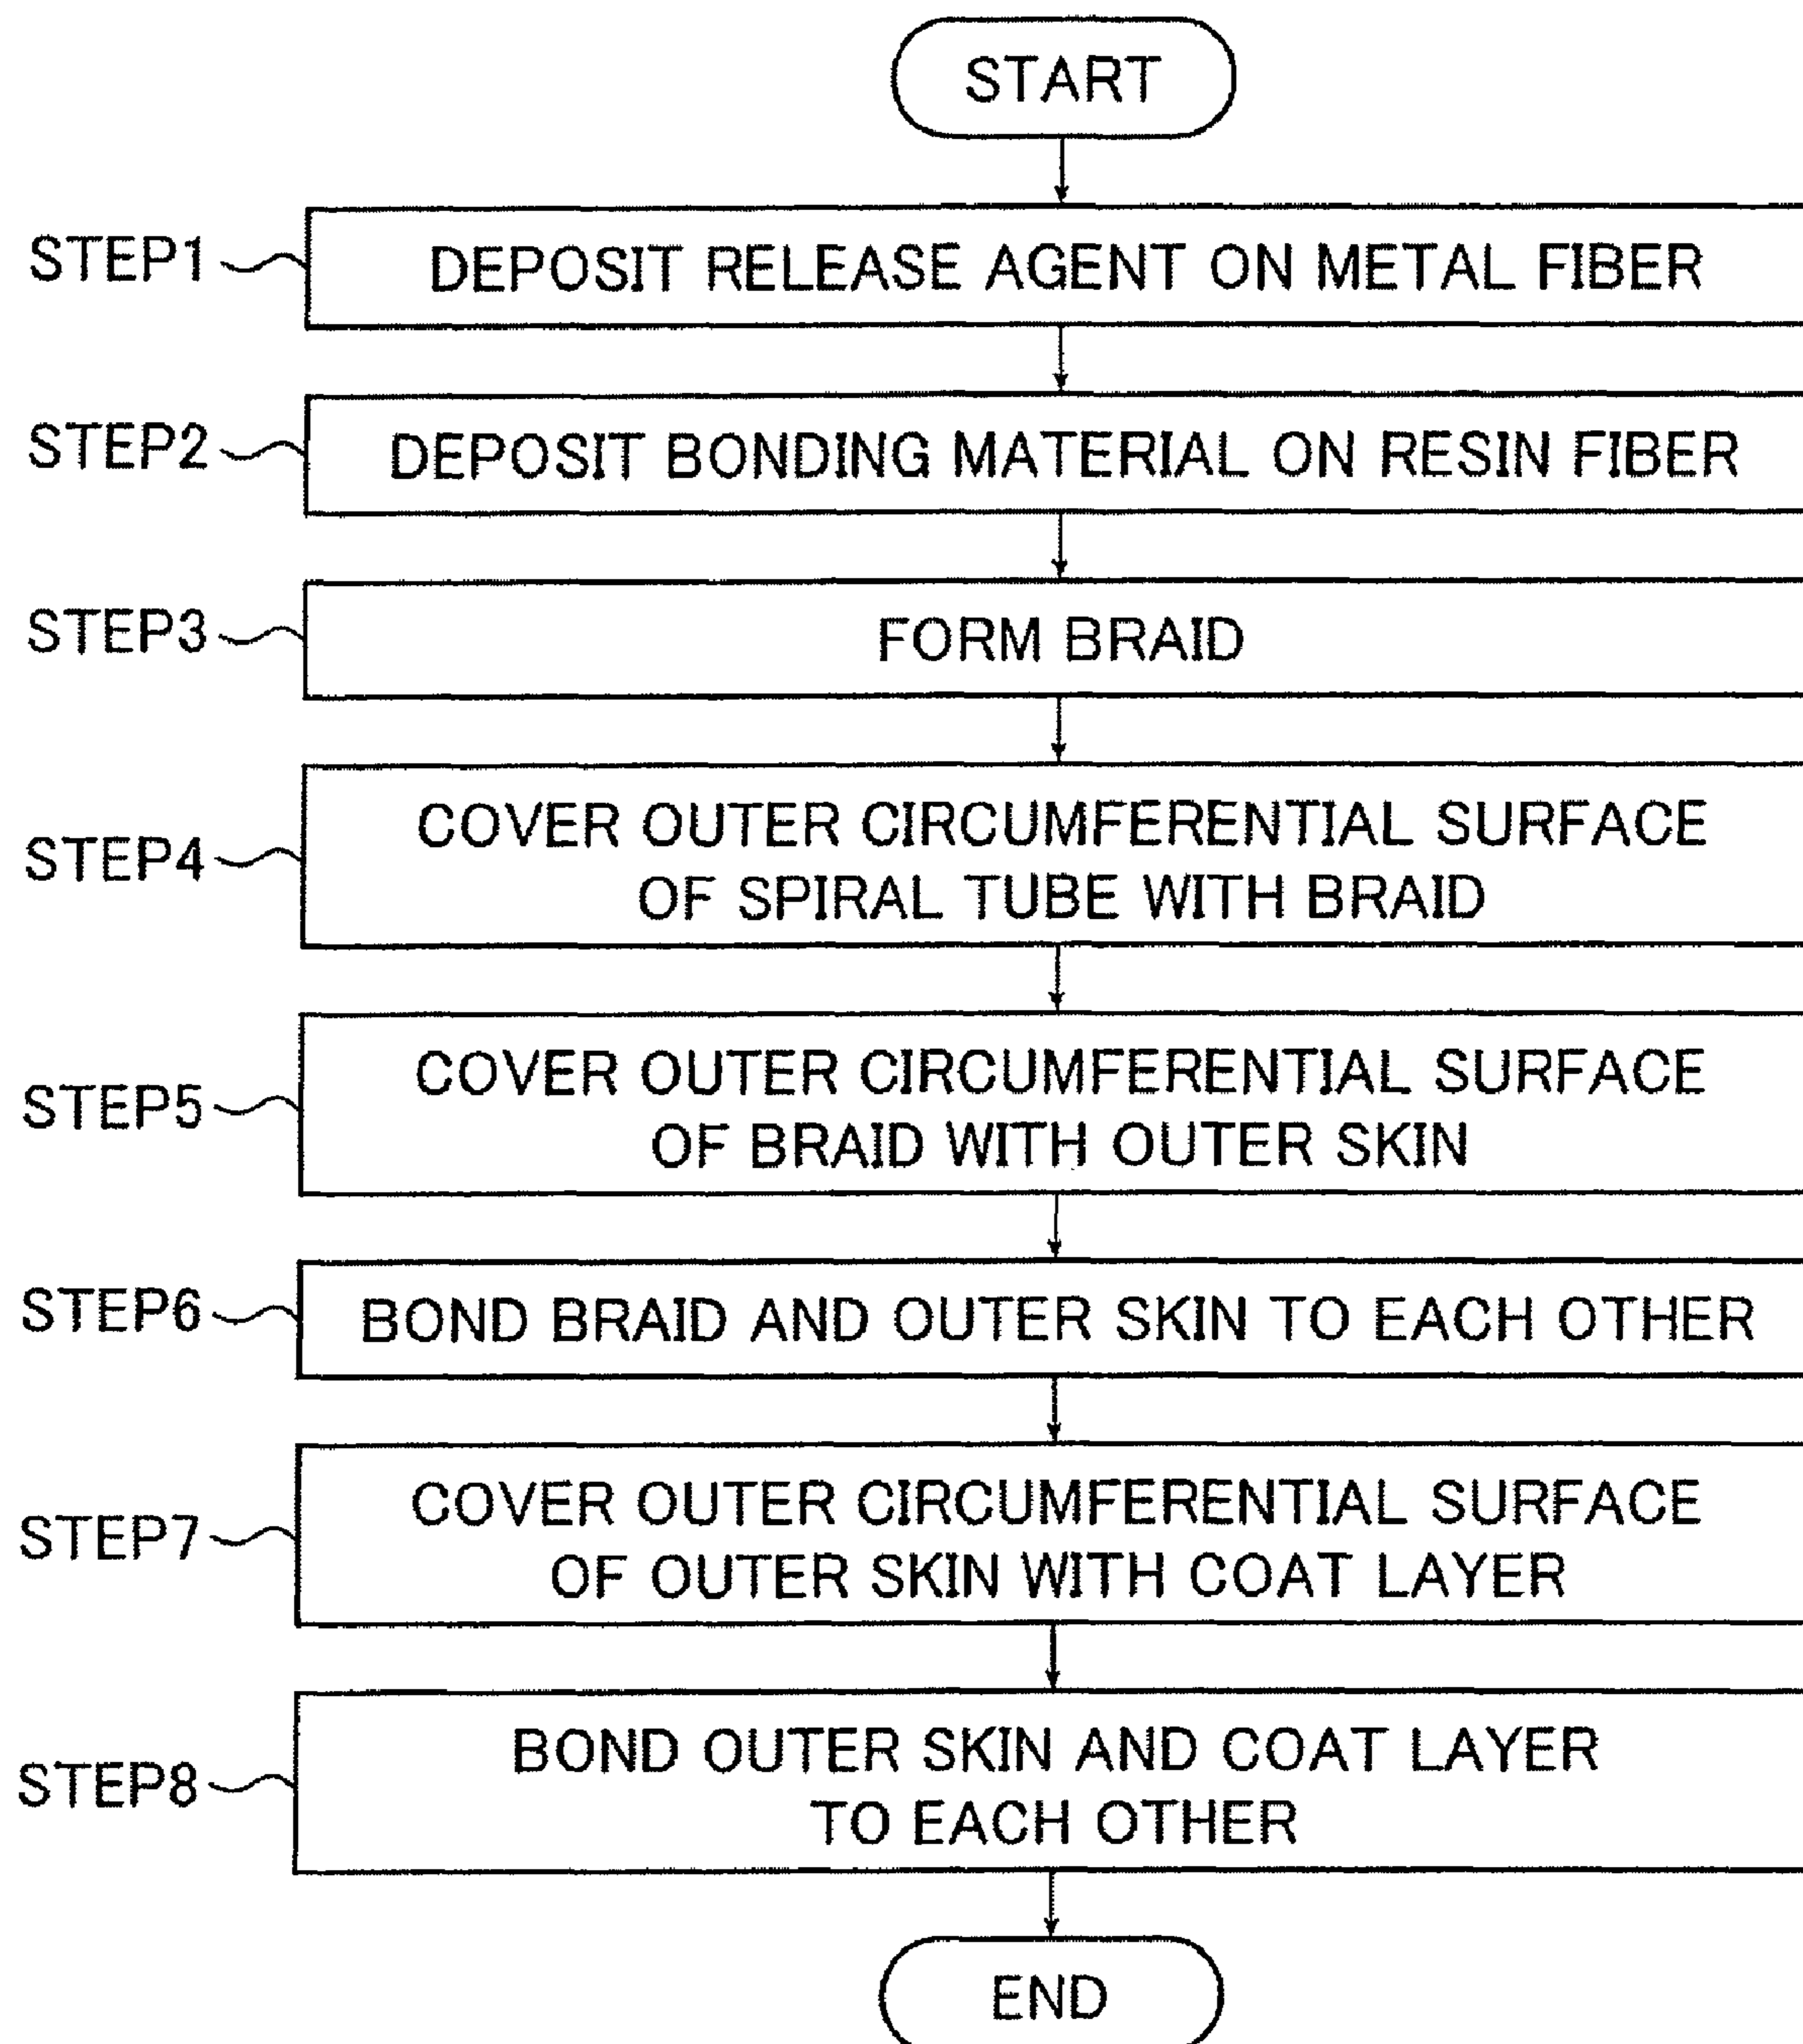 START
STEP1
DEPOSIT RELEASE AGENT ON METAL FIBER
STEP2
DEPOSIT BONDING MATERIAL ON RESIN FIBER
STEP3
FORM BRAID
STEP4
COVER OUTER CIRCUMFERENTIAL SURFACE
OF SPIRAL TUBE WITH BRAID
STEP5
COVER OUTER CIRCUMFERENTIAL SURFACE
OF BRAID WITH OUTER SKIN
STEP6
BOND BRAID AND OUTER SKIN TO EACH OTHER
STEP7
COVER OUTER CIRCUMFERENTIAL SURFACE
OF OUTER SKIN WITH COAT LAYER
STEP8
BOND OUTER SKIN AND COAT LAYER
TO EACH OTHER
END